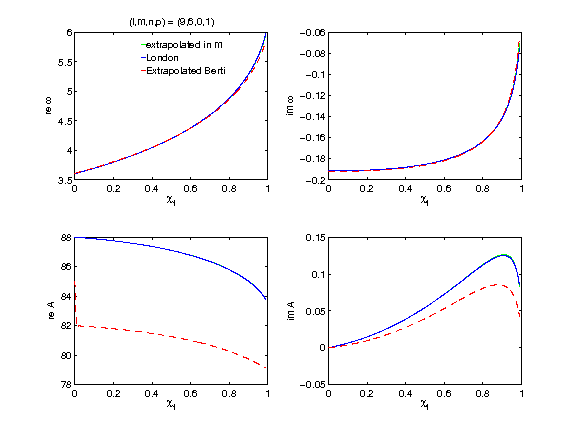 (l,m,n,p) = (9,6,0,1)
6
5.5
5
4.5
4
3.5
re ω
extrapolated in m
London
Extrapolated Berti
0 0.2 0.4 0.6 0.8 1
χf
-0.04
-0.06
-0.08
-0.1
-0.12
-0.14
-0.16
-0.18
-0.2
im ω
0 0.2 0.4 0.6 0.8 1
χf
88
86
84
82
80
78
re A
0 0.2 0.4 0.6 0.8 1
χf
0.15
0.1
0.05
0
-0.05
im A
0 0.2 0.4 0.6 0.8 1
χf